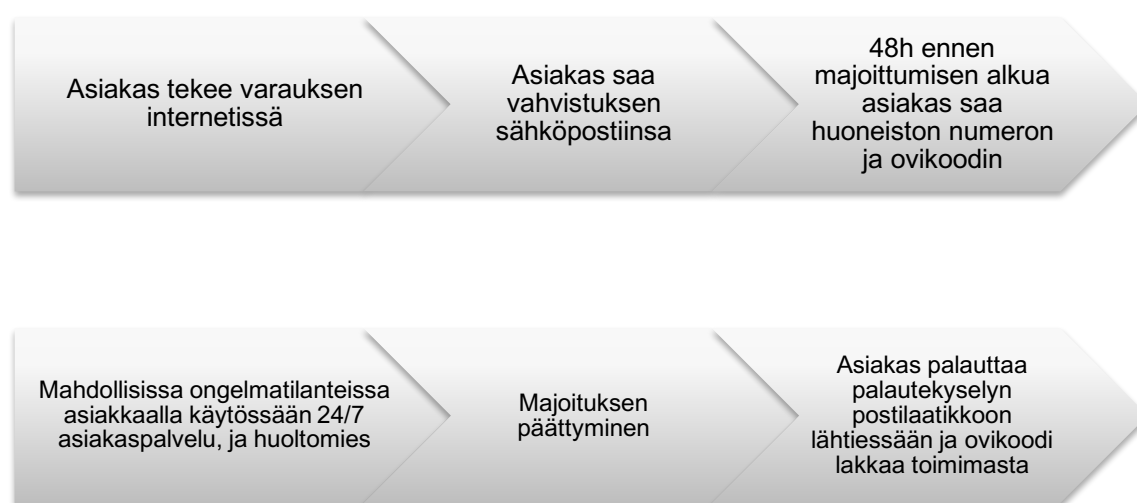 Asiakas tekee varauksen
internetissä
Asiakas saa
vahvistuksen
sähköpostiinsa
48h ennen
majoittumisen alkua
asiakas saa
huoneiston numeron
ja ovikoodin
Mahdollisissa ongelmatilanteissa
asiakkaalla käytössään 24/7
asiakaspalvelu, ja huoltomies
Majoituksen
päättyminen
Asiakas palauttaa
palautekyselyn
postilaatikkoon
lähtiessään ja ovikoodi
lakkaa toimimasta